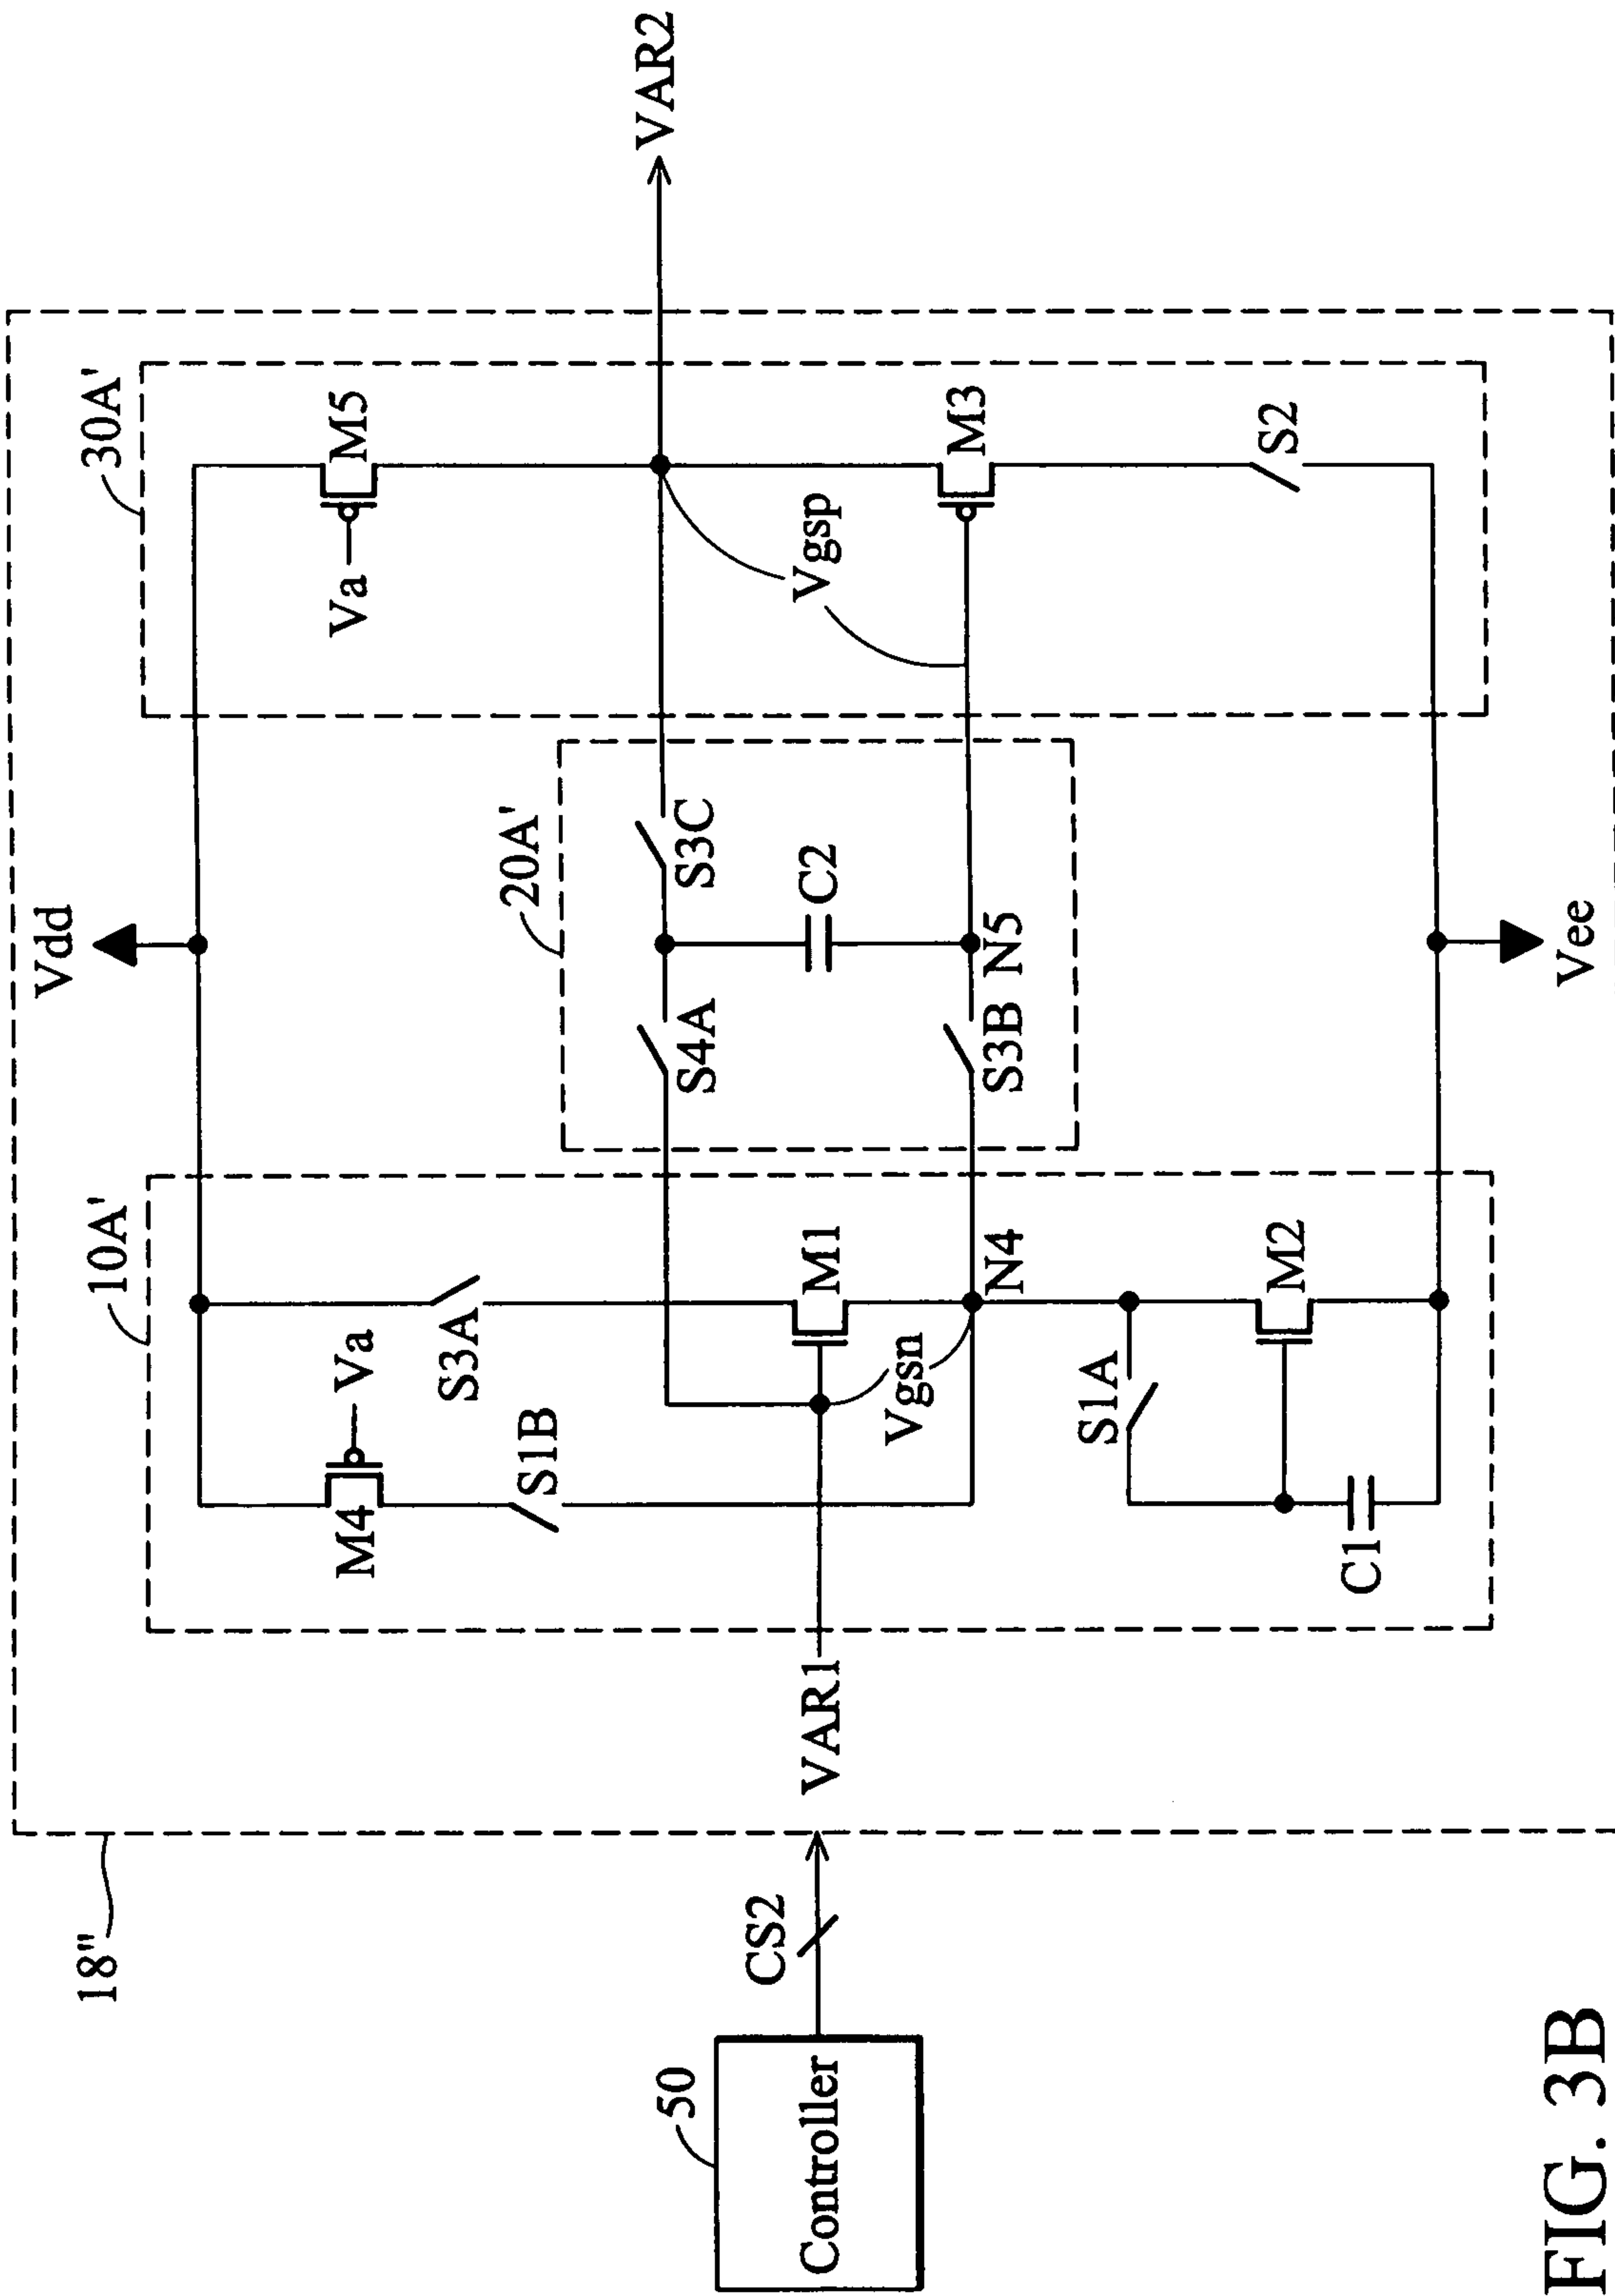 18"
10A'
20A'
30A'
Vdd
M4
Va
S1B
S3A
M1
Vgsn
N4
S1A
M2
C1
VAR1
S4A
S3C
C2
S3B
N5
Va
M5
Vgsp
M3
S2
VAR2
Vee
50
Controller
CS2
FIG. 3B